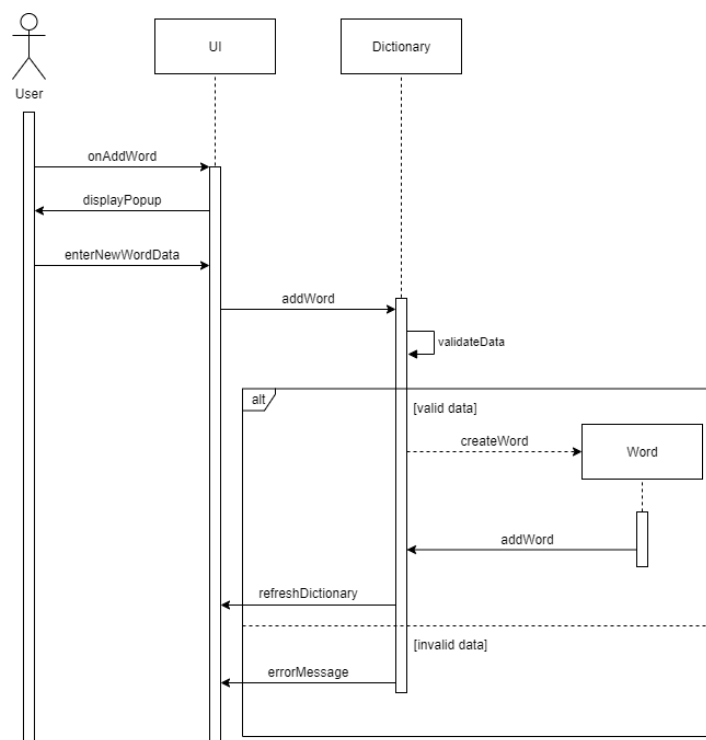 UI
Dictionary
User
onAddWord
displayPopup
enterNewWordData
addWord
validateData
alt
[valid data]
createWord
Word
addWord
refreshDictionary
[invalid data]
errorMessage